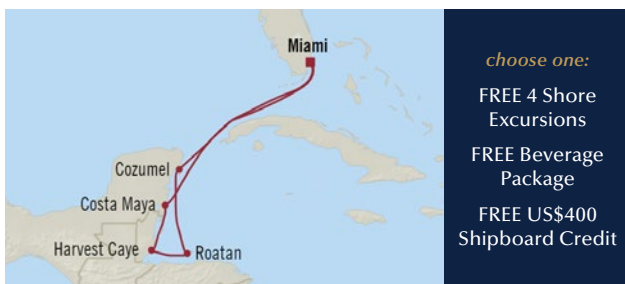 Miami
Cozumel
Costa Maya
Harvest Caye
Roatan
choose one:
FREE 4 Shore
Excursions
FREE Beverage
Package
FREE US$400
Shipboard Credit